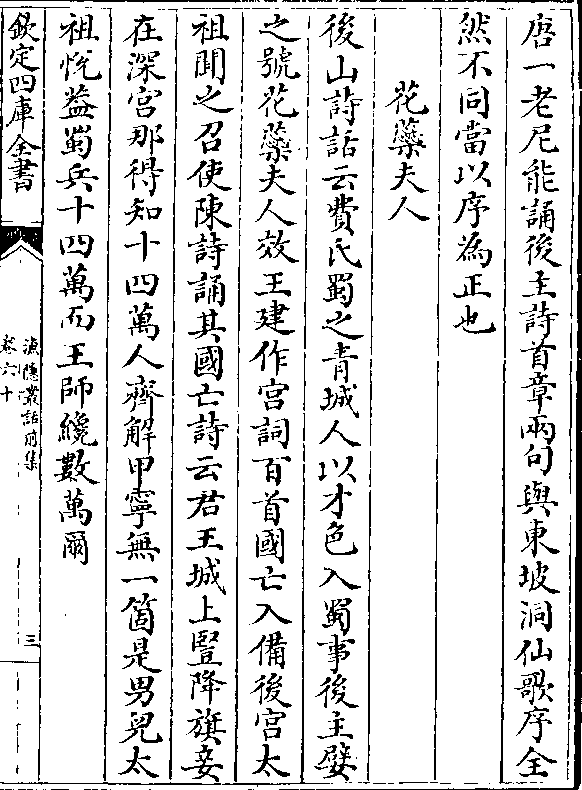 唐一老尼能誦後主詩首章兩句與東坡洞仙歌序全
然不同當以序為正也
花蘂夫人
後山詩話云費氏蜀之青城人以才色入蜀事後主嬖
之號花蘂夫人效王建作宫詞百首國亡入備後宫太
祖聞之召使陳詩誦其國亡詩云君王城上豎降旗妾
在深宫那得知十四萬人齊解甲寧無一箇是男兒太
祖悅葢蜀兵十四萬而王師纔數萬爾
欽定四庫全書
漁隱叢話前集
卷六十
三